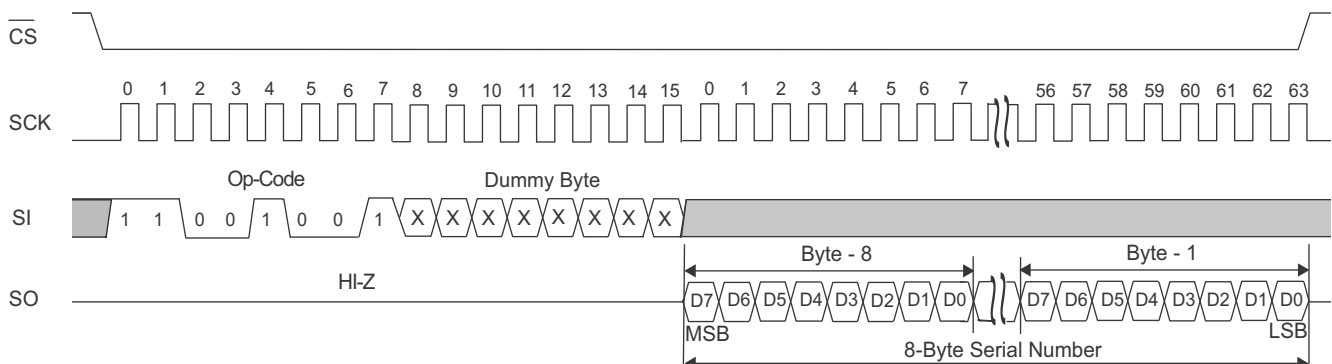 CS
SCK 0 1 2 3 4 5 6 7 8 9 10 11 12 13 14 15 0 1 2 3 4 5 6 7 56 57 58 59 60 61 62 63
Op-Code Dummy Byte
SI 1 1 0 0 1 0 0 1 X X X X X X X X
Byte - 8 Byte - 1
HI-Z
SO D7 D6 D5 D4 D3 D2 D1 D0 D7 D6 D5 D4 D3 D2 D1 D0
MSB LSB
8-Byte Serial Number